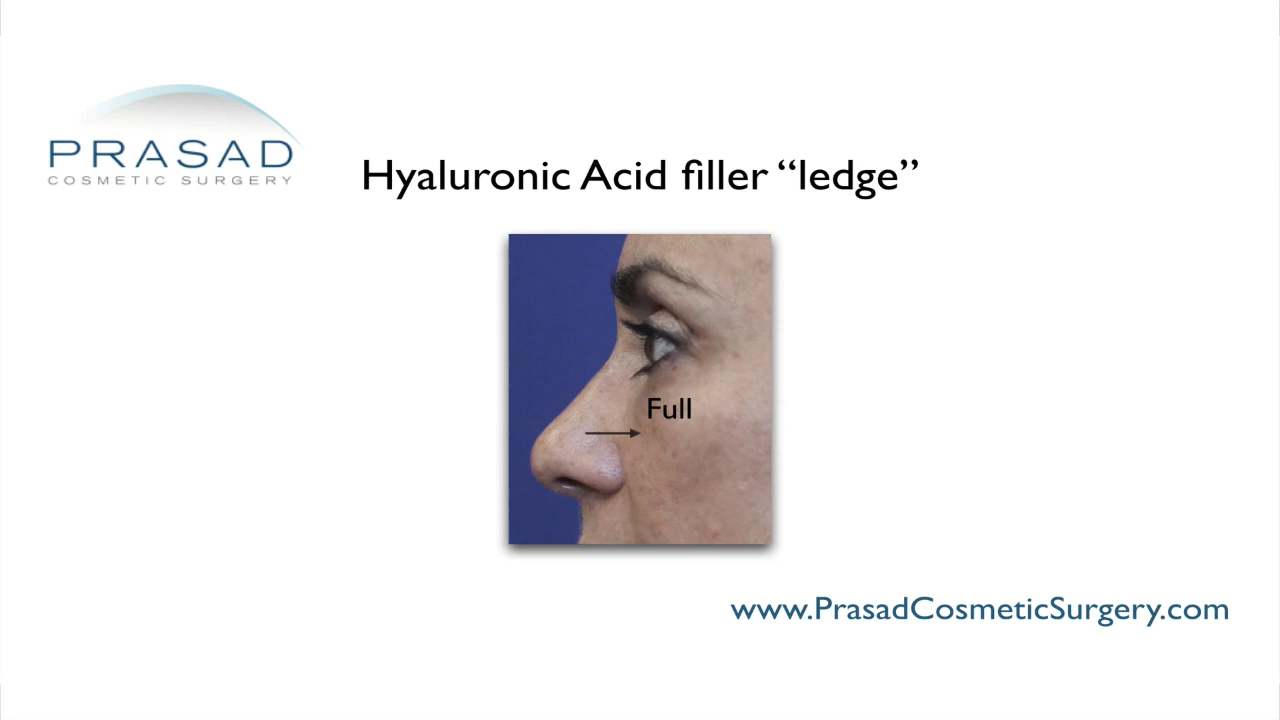 PRASAD
COSMETIC SURGERY
Hyaluronic Acid filler “ledge”
Full
www.PrasadCosmeticSurgery.com